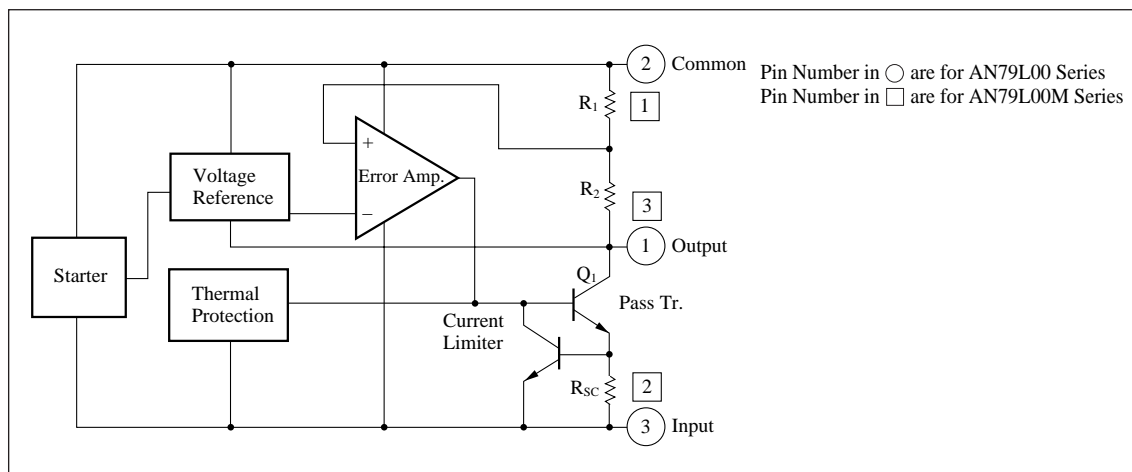 2 Common
Pin Number in ○ are for AN79L00 Series
Pin Number in □ are for AN79L00M Series
R1 1
+
Error Amp.
−
Voltage
Reference
R2
3
1 Output
Starter
Q1
Thermal
Protection
Pass Tr.
Current
Limiter
RSC 2
3 Input